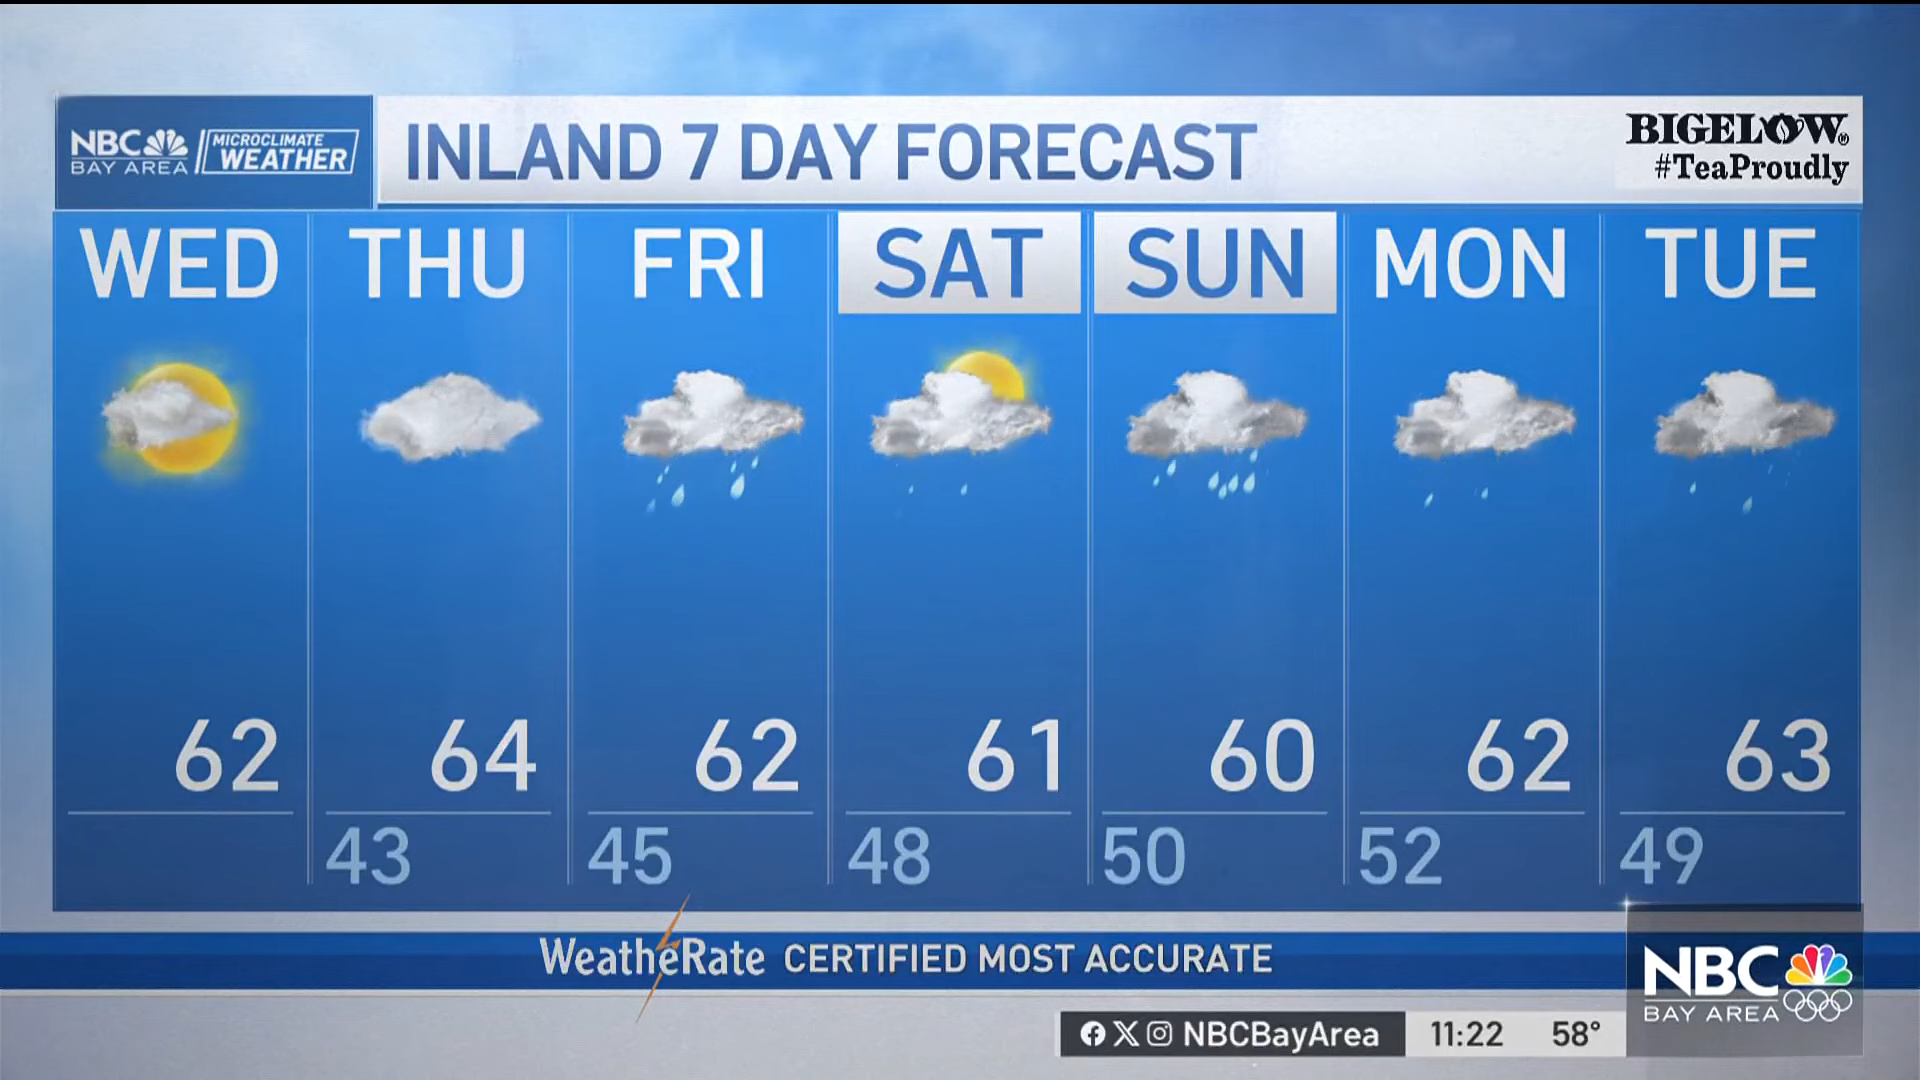 NBC BAY AREA
MICROCLIMATE WEATHER
INLAND 7 DAY FORECAST
BIGELOW®
#TeaProudly
WED THU FRI SAT SUN MON TUE
62 64 62 61 60 62 63
43 45 48 50 52 49
WeatheRate CERTIFIED MOST ACCURATE
NBC
BAY AREA
NBCBayArea 11:22 58°